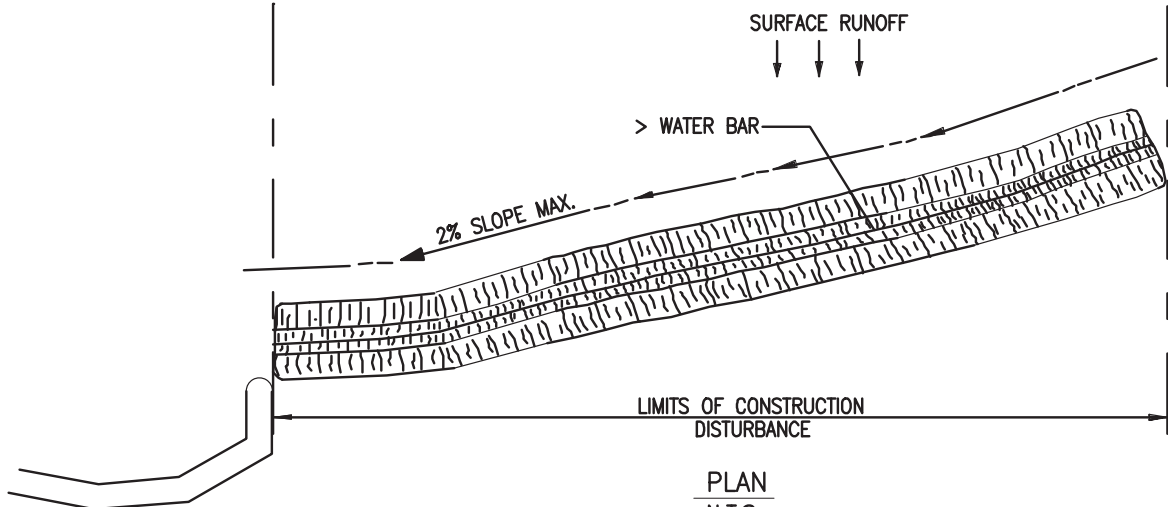 SURFACE RUNOFF
> WATER BAR
2% SLOPE MAX.
LIMITS OF CONSTRUCTION
DISTURBANCE
PLAN